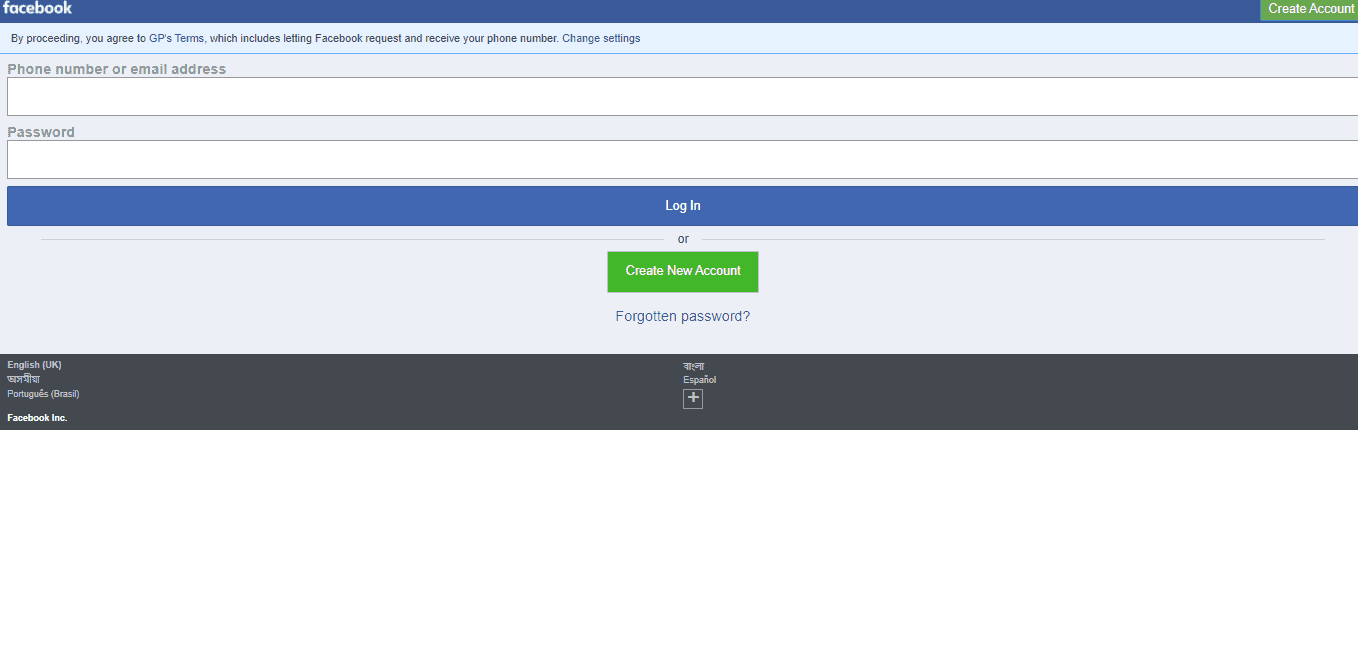 facebook
Create Account
By proceeding, you agree to GP's Terms, which includes letting Facebook request and receive your phone number. Change settings
Phone number or email address
Password
Log In
or
Create New Account
Forgotten password?
English (UK)
বাংলা
অসমীয়া
Español
Português (Brasil)
+
Facebook Inc.